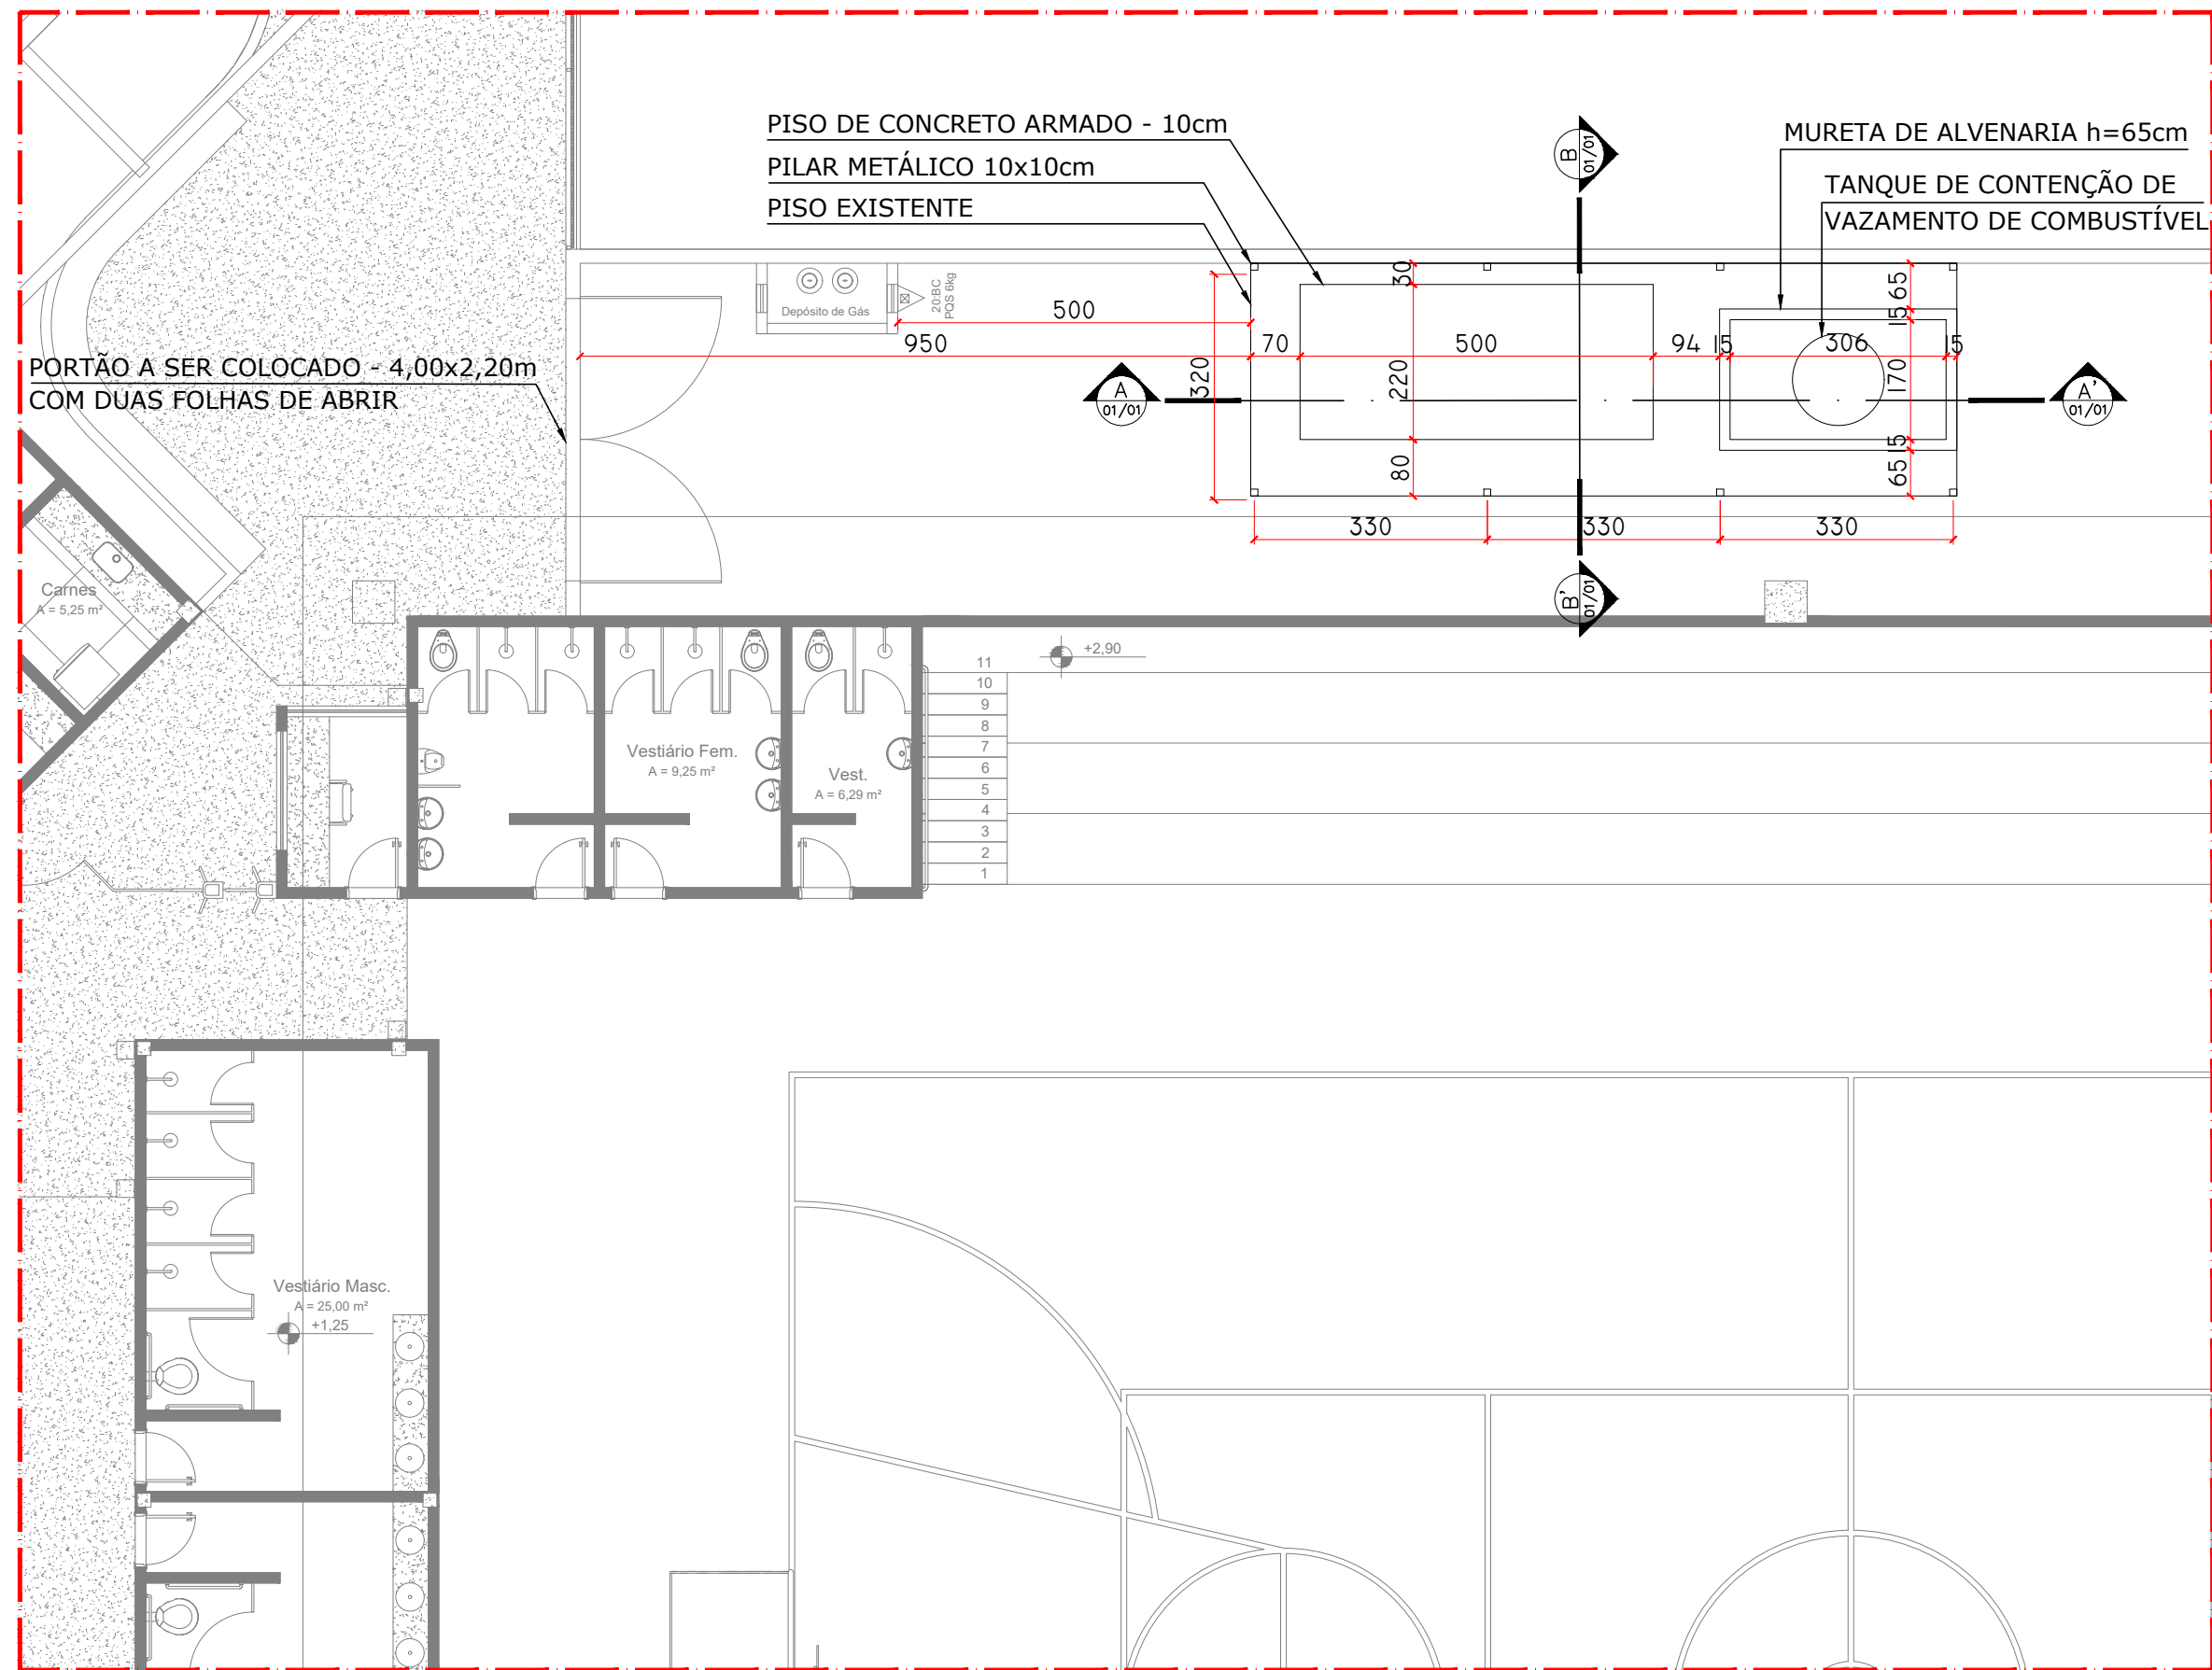 PISO DE CONCRETO ARMADO - 10cm
PILAR METÁLICO 10x10cm
PISO EXISTENTE
MURETA DE ALVENARIA h=65cm
TANQUE DE CONTENÇÃO DE
VAZAMENTO DE COMBUSTÍVEL
B
01/01
Depósito de Gás
20:BC
PQS 6kg
500
950
70
500
94
15
306
15
30
220
80
320
65
15
170
15
65
PORTÃO A SER COLOCADO - 4,00x2,20m
COM DUAS FOLHAS DE ABRIR
A
01/01
A'
01/01
330
330
330
B'
01/01
Carnes
A = 5,25 m²
+2,90
11
10
9
8
7
6
5
4
3
2
1
Vestiário Fem.
A = 9,25 m²
Vest.
A = 6,29 m²
Vestiário Masc.
A = 25,00 m²
+1,25